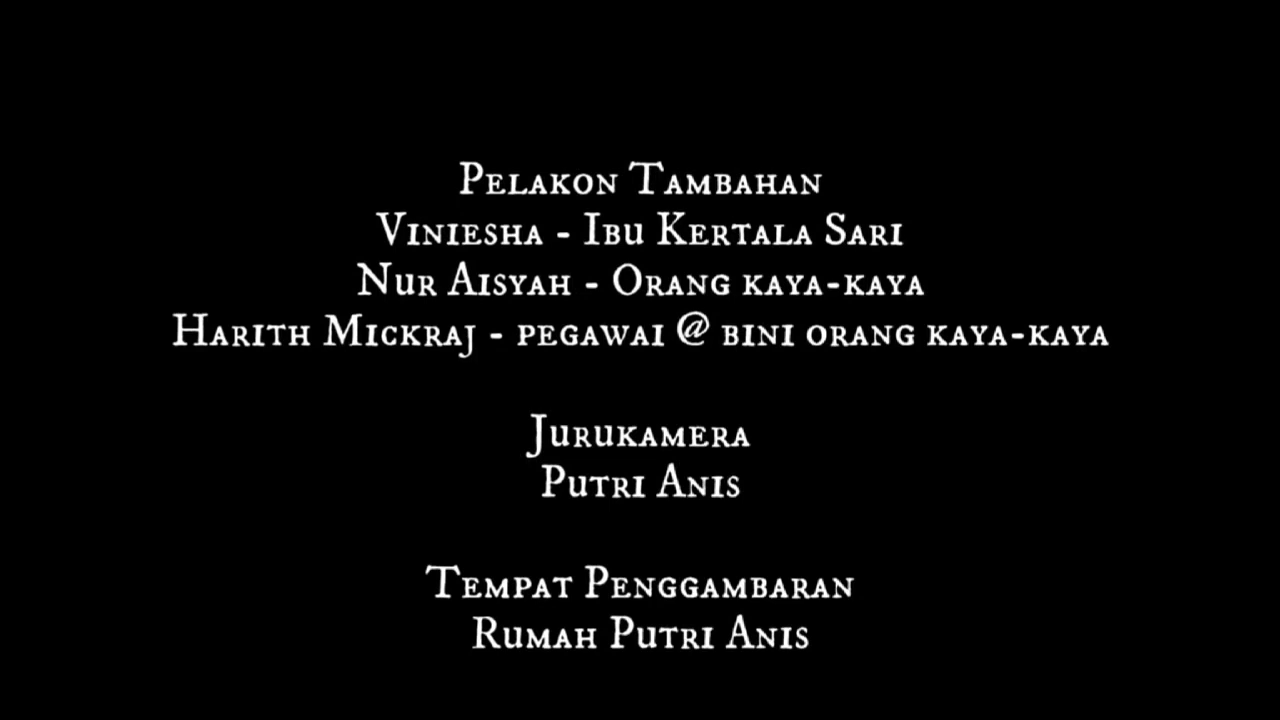 Pelakon Tambahan
Viniesha - Ibu Kertala Sari
Nur Aisyah - Orang kaya-kaya
Harith Mickraj - pegawai @ bini orang kaya-kaya
Jurukamera
Putri Anis
Tempat Penggambaran
Rumah Putri Anis